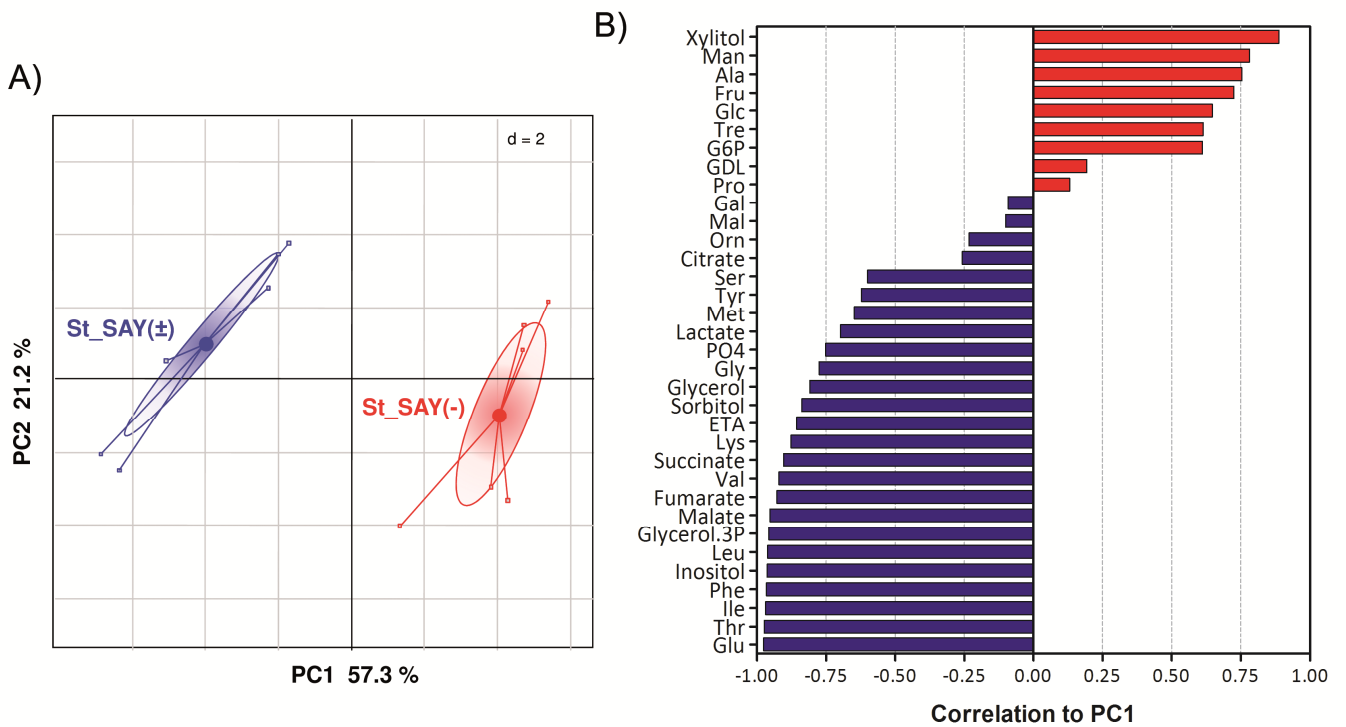 A)
d = 2
St_SAY(±)
St_SAY(-)
PC2 21.2 %
PC1 57.3 %
B)
Xylitol
Man
Ala
Fru
Glc
Tre
G6P
GDL
Pro
Gal
Mal
Orn
Citrate
Ser
Tyr
Met
Lactate
PO4
Gly
Glycerol
Sorbitol
ETA
Lys
Succinate
Val
Fumarate
Malate
Glycerol.3P
Leu
Inositol
Phe
Ile
Thr
Glu
-1.00 -0.75 -0.50 -0.25 0.00 0.25 0.50 0.75 1.00
Correlation to PC1